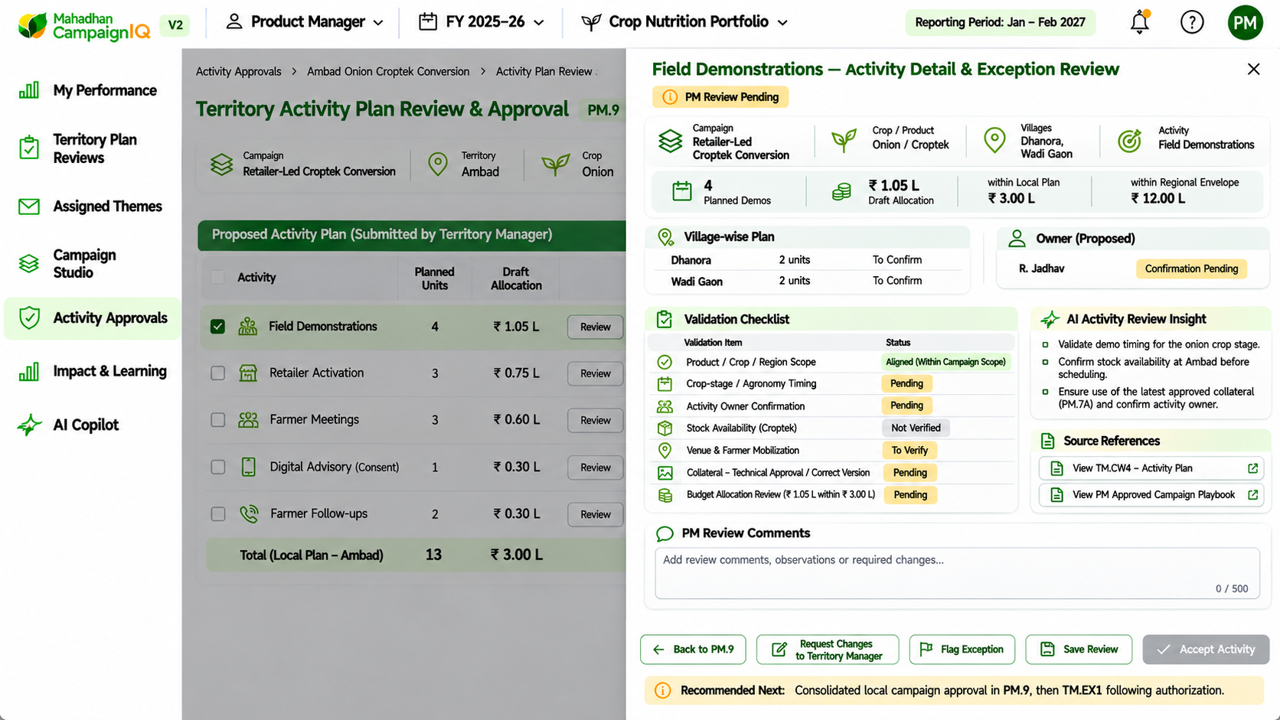 Mahadhan
CampaignIQ
V2
Product Manager
FY 2025–26
Crop Nutrition Portfolio
Reporting Period: Jan – Feb 2027
PM
My Performance
Territory Plan
Reviews
Assigned Themes
Campaign
Studio
Activity Approvals
Impact & Learning
AI Copilot
Activity Approvals > Ambad Onion Croptek Conversion > Activity Plan Review
Territory Activity Plan Review & Approval
PM.9
Campaign
Retailer-Led Croptek Conversion
Territory
Ambad
Crop
Onion
Proposed Activity Plan (Submitted by Territory Manager)
Activity
Planned
Units
Draft
Allocation
Field Demonstrations 4 ₹ 1.05 L Review
Retailer Activation 3 ₹ 0.75 L Review
Farmer Meetings 3 ₹ 0.60 L Review
Digital Advisory (Consent) 1 ₹ 0.30 L Review
Farmer Follow-ups 2 ₹ 0.30 L Review
Total (Local Plan – Ambad) 13 ₹ 3.00 L
Field Demonstrations — Activity Detail & Exception Review
PM Review Pending
Campaign
Retailer-Led
Croptek Conversion
Crop / Product
Onion / Croptek
Villages
Dhanora,
Wadi Gaon
Activity
Field Demonstrations
4
Planned Demos
₹ 1.05 L
Draft Allocation
within Local Plan
₹ 3.00 L
within Regional Envelope
₹ 12.00 L
Village-wise Plan
Dhanora 2 units To Confirm
Wadi Gaon 2 units To Confirm
Owner (Proposed)
R. Jadhav Confirmation Pending
Validation Checklist
Validation Item Status
Product / Crop / Region Scope Aligned (Within Campaign Scope)
Crop-stage / Agronomy Timing Pending
Activity Owner Confirmation Pending
Stock Availability (Croptek) Not Verified
Venue & Farmer Mobilization To Verify
Collateral – Technical Approval / Correct Version Pending
Budget Allocation Review (₹ 1.05 L within ₹ 3.00 L) Pending
AI Activity Review Insight
Validate demo timing for the onion crop stage.
Confirm stock availability at Ambad before
scheduling.
Ensure use of the latest approved collateral
(PM.7A) and confirm activity owner.
Source References
View TM.CW4 – Activity Plan
View PM Approved Campaign Playbook
PM Review Comments
Add review comments, observations or required changes...
0 / 500
Back to PM.9
Request Changes
to Territory Manager
Flag Exception
Save Review
Accept Activity
Recommended Next: Consolidated local campaign approval in PM.9, then TM.EX1 following authorization.